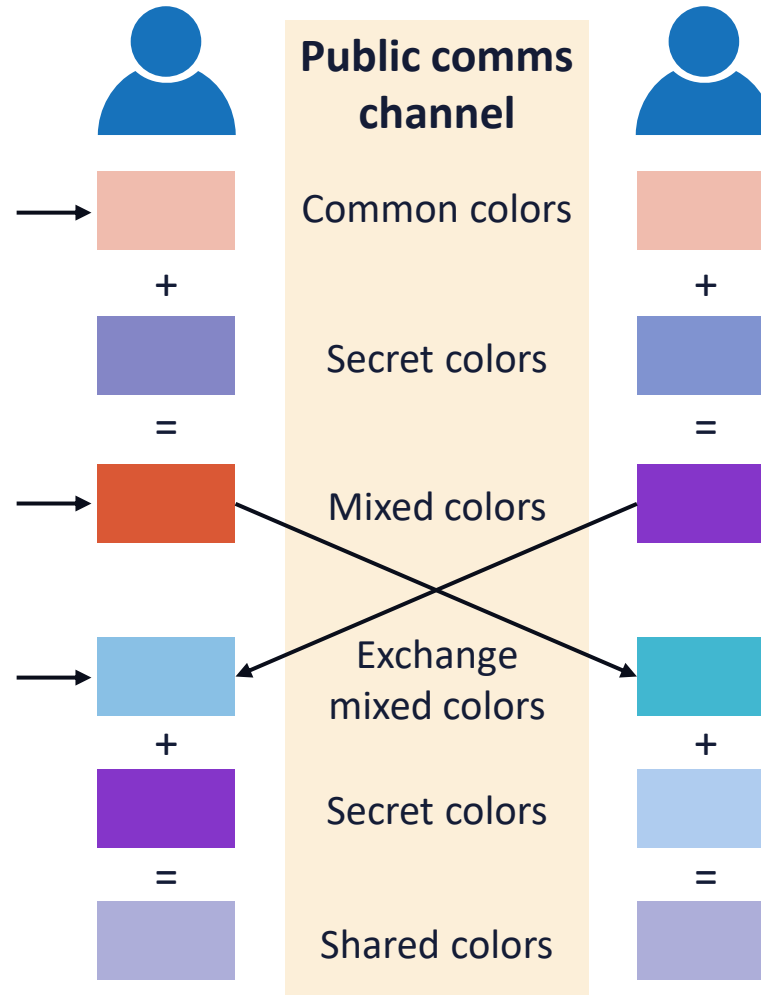 Public comms
channel
Common colors
+ +
Secret colors
= =
Mixed colors
Exchange
mixed colors
+ +
Secret colors
= =
Shared colors